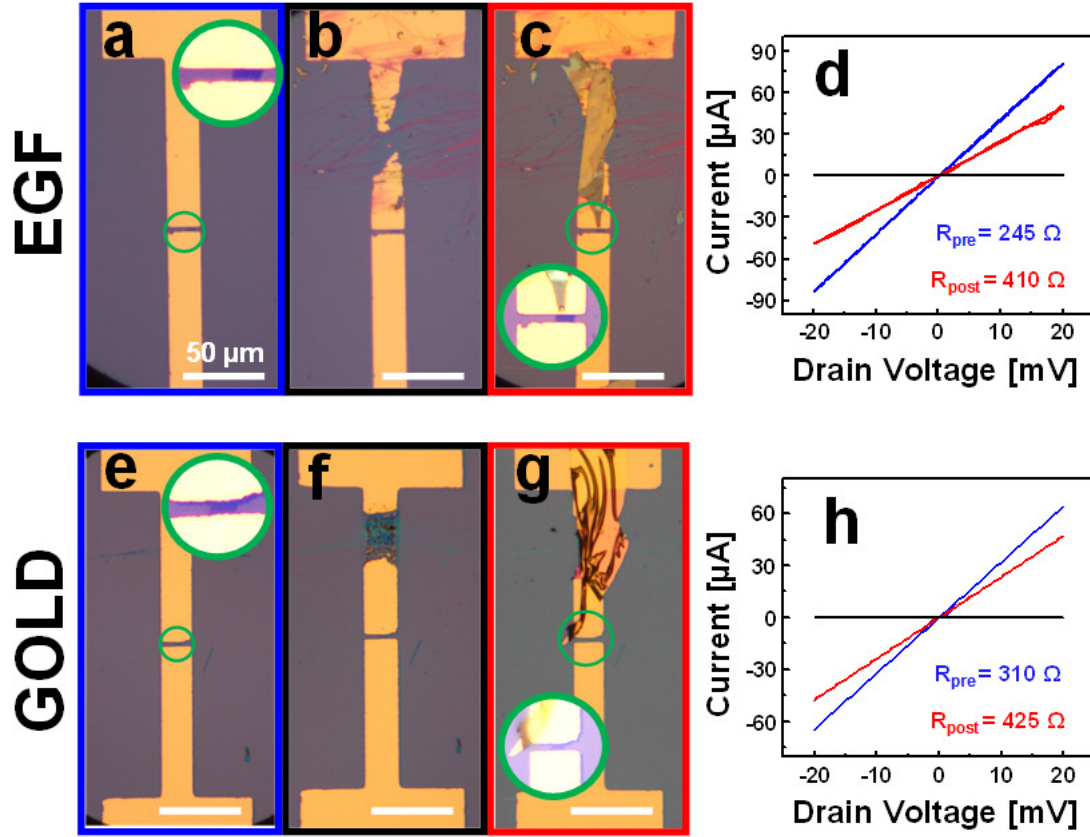 EGF
a
50 µm
b
c
d
Current [µA]
90
60
30
0
-30
-60
-90
R_pre = 245 Ω
R_post = 410 Ω
-20 -10 0 10 20
Drain Voltage [mV]
GOLD
e
f
g
h
Current [µA]
60
30
0
-30
-60
R_pre = 310 Ω
R_post = 425 Ω
-20 -10 0 10 20
Drain Voltage [mV]